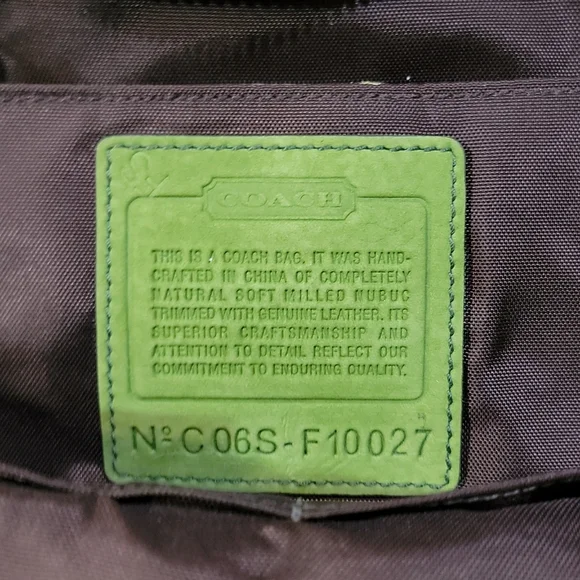 COACH
THIS IS A COACH BAG. IT WAS HAND-
CRAFTED IN CHINA OF COMPLETELY
NATURAL SOFT MILLED NUBUC
TRIMMED WITH GENUINE LEATHER. ITS
SUPERIOR CRAFTSMANSHIP AND
ATTENTION TO DETAIL REFLECT OUR
COMMITMENT TO ENDURING QUALITY.
Nº C06S-F10027